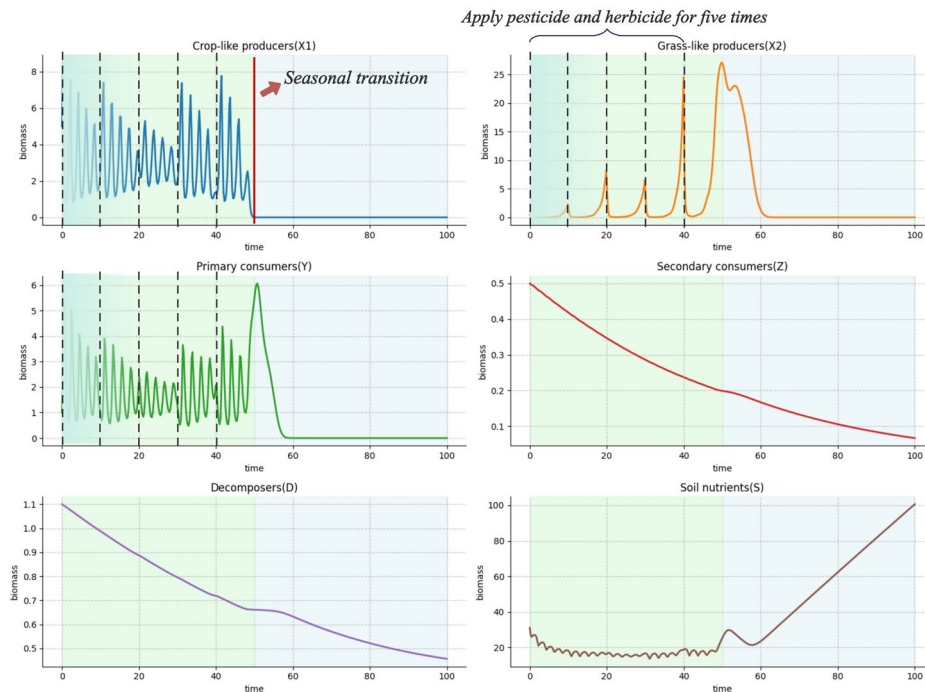 Apply pesticide and herbicide for five times
Crop-like producers(X1)
Grass-like producers(X2)
Seasonal transition
biomass
8
6
4
2
0
0 20 40 60 80 100
time
biomass
25
20
15
10
5
0
0 20 40 60 80 100
time
Primary consumers(Y)
Secondary consumers(Z)
biomass
6
5
4
3
2
1
0
0 20 40 60 80 100
time
biomass
0.5
0.4
0.3
0.2
0.1
0 20 40 60 80 100
time
Decomposers(D)
Soil nutrients(S)
biomass
1.1
1.0
0.9
0.8
0.7
0.6
0.5
0 20 40 60 80 100
time
biomass
100
80
60
40
20
0 20 40 60 80 100
time